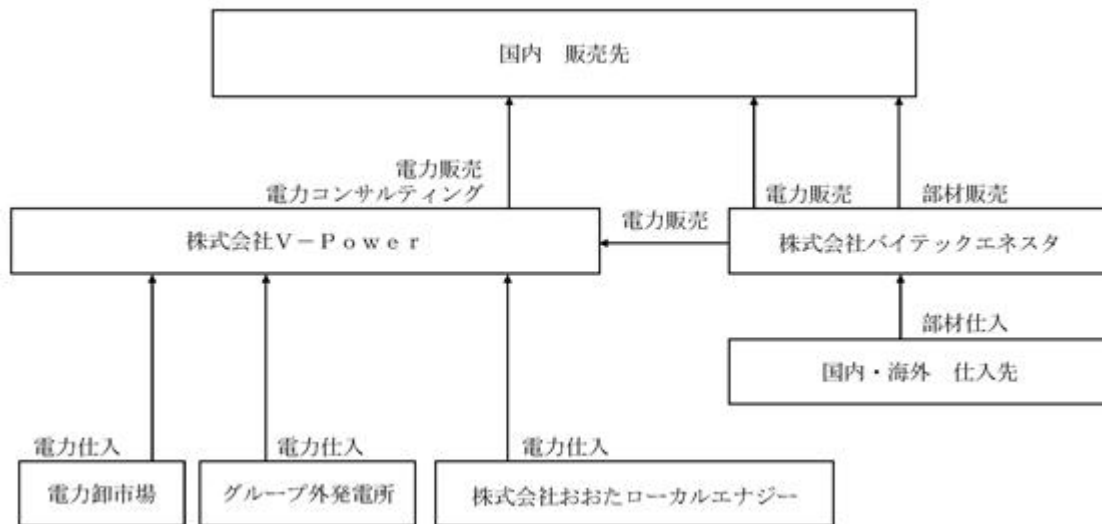 国内　販売先
電力販売
電力コンサルティング
電力販売
部材販売
電力販売
株式会社Ｖ－Ｐｏｗｅｒ
株式会社バイテックエネスタ
部材仕入
国内・海外　仕入先
電力仕入
電力仕入
電力仕入
電力卸市場
グループ外発電所
株式会社おおたローカルエナジー